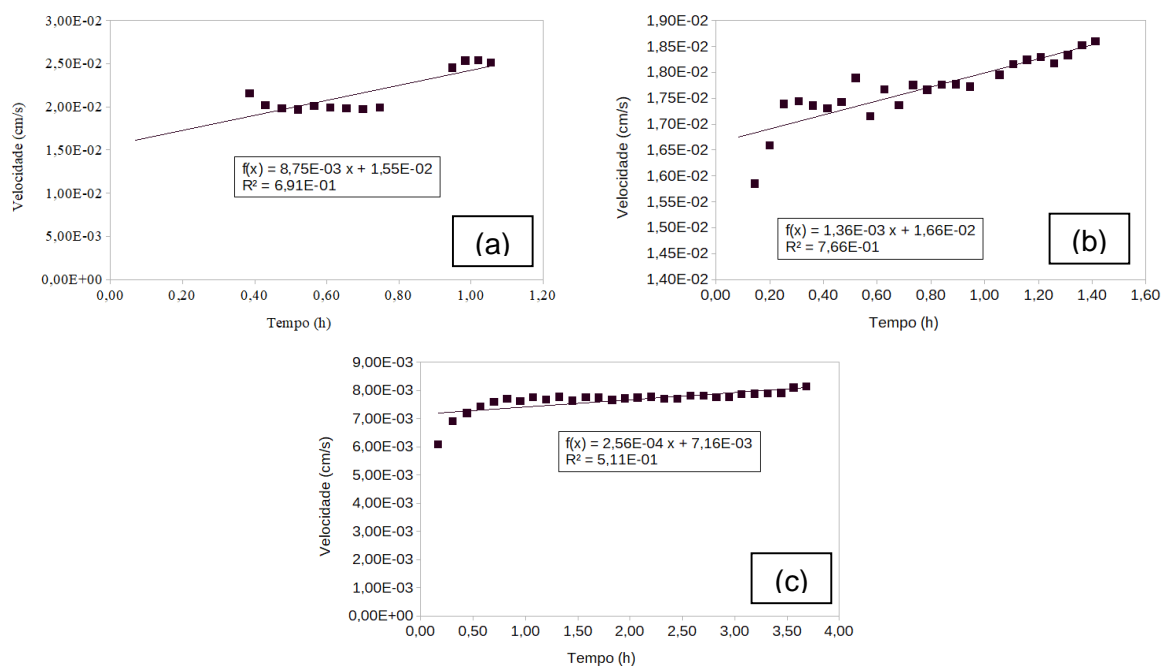 3,00E-02
2,50E-02
2,00E-02
1,50E-02
1,00E-02
5,00E-03
0,00E+00
Velocidade (cm/s)
f(x) = 8,75E-03 x + 1,55E-02
R² = 6,91E-01
(a)
0,00 0,20 0,40 0,60 0,80 1,00 1,20
Tempo (h)
1,90E-02
1,85E-02
1,80E-02
1,75E-02
1,70E-02
1,65E-02
1,60E-02
1,55E-02
1,50E-02
1,45E-02
1,40E-02
Velocidade (cm/s)
f(x) = 1,36E-03 x + 1,66E-02
R² = 7,66E-01
(b)
0,00 0,20 0,40 0,60 0,80 1,00 1,20 1,40 1,60
Tempo (h)
9,00E-03
8,00E-03
7,00E-03
6,00E-03
5,00E-03
4,00E-03
3,00E-03
2,00E-03
1,00E-03
0,00E+00
Velocidade (cm/s)
f(x) = 2,56E-04 x + 7,16E-03
R² = 5,11E-01
(c)
0,00 0,50 1,00 1,50 2,00 2,50 3,00 3,50 4,00
Tempo (h)